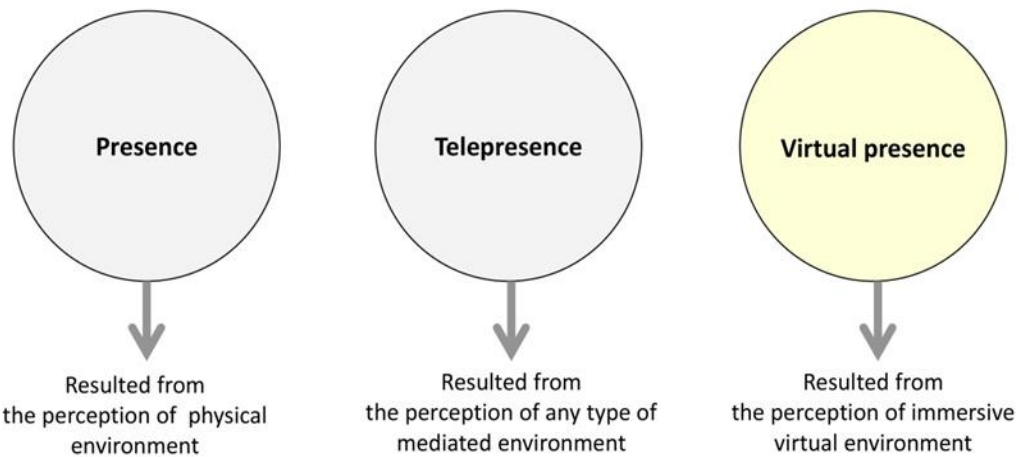 Presence
Resulted from
the perception of physical
environment
Telepresence
Resulted from
the perception of any type of
mediated environment
Virtual presence
Resulted from
the perception of immersive
virtual environment